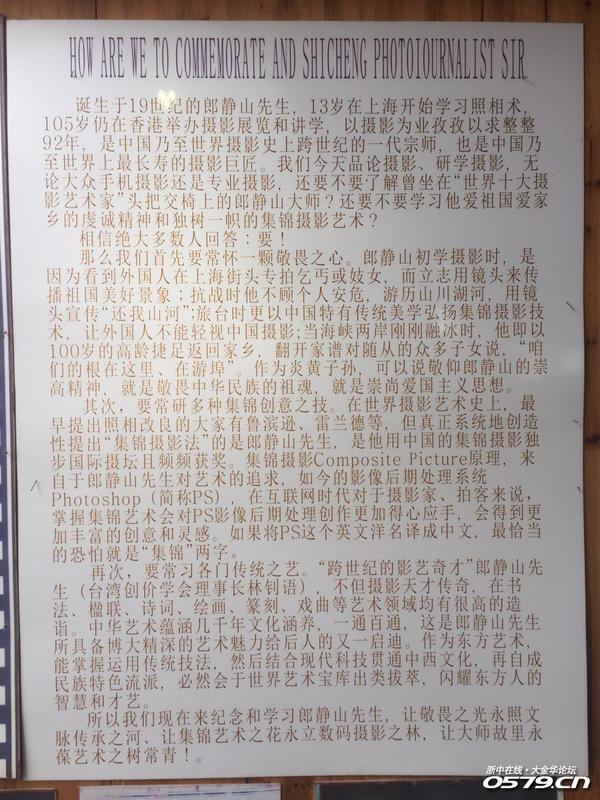 HOW ARE WE TO COMMEMORATE AND SHICHENG PHOTOIOURNALIST SIR
诞生于19世纪的郎静山先生，13岁在上海开始学习照相术，
105岁仍在香港举办摄影展览和讲学，以摄影为业孜孜以求整整
92年，是中国乃至世界摄影史上跨世纪的一代宗师，也是中国乃
至世界上最长寿的摄影巨匠。我们今天品论摄影、研学摄影，无
论大众手机摄影还是专业摄影，还要不要了解曾坐在“世界十大摄
影艺术家”头把交椅上的郎静山大师？还要不要学习他爱祖国爱家
乡的虔诚精神和独树一帜的集锦摄影艺术？
相信绝大多数人回答：要！
那么我们首先要常怀一颗敬畏之心。郎静山初学摄影时，是
因为看到外国人在上海街头专拍乞丐或妓女，而立志用镜头来传
播祖国美好景象；抗战时他不顾个人安危，游历山川湖河，用镜
头宣传“还我山河”；旅台时更以中国特有传统美学弘扬集锦摄影技
术，让外国人不能轻视中国摄影；当海峡两岸刚刚融冰时，他即以
100岁的高龄捷足返回家乡，翻开家谱对随从的众多子女说，“咱
们的根在这里、在游埠”。作为炎黄子孙，可以说敬仰郎静山的崇
高精神，就是敬畏中华民族的祖魂，就是崇尚爱国主义思想。
其次，要常研多种集锦创意之技。在世界摄影艺术史上，最
早提出照相改良的大家有鲁滨逊、雷兰德等，但真正系统地创造
性提出“集锦摄影法”的是郎静山先生，是他用中国的集锦摄影独
步国际摄坛且频频获奖。集锦摄影Composite Picture原理，来
自于郎静山先生对艺术的追求，如今的影像后期处理系统
Photoshop（简称PS），在互联网时代对于摄影家、拍客来说，
掌握集锦艺术会对PS影像后期处理创作更加得心应手，会得到更
加丰富的创意和灵感。如果将PS这个英文洋名译成中文，最恰当
的恐怕就是“集锦”两字。
再次，要常习各门传统之艺。“跨世纪的影艺奇才”郎静山先
生（台湾创价学会理事长林钊语），不但摄影天才传奇，在书
法、楹联、诗词、绘画、篆刻、戏曲等艺术领域均有很高的造
诣。中华艺术蕴涵几千年文化涵养，一通百通，这是郎静山先生
所具备博大精深的艺术魅力给后人的又一启迪。作为东方艺术，
能掌握运用传统技法，然后结合现代科技贯通中西文化，再自成
民族特色流派，必然会于世界艺术宝库出类拔萃，闪耀东方人的
智慧和才艺。
所以我们现在来纪念和学习郎静山先生，让敬畏之光永照文
脉传承之河、让集锦艺术之花永立数码摄影之林，让大师故里永
葆艺术之树常青！。
浙中在线·大金华论坛
0579.CN